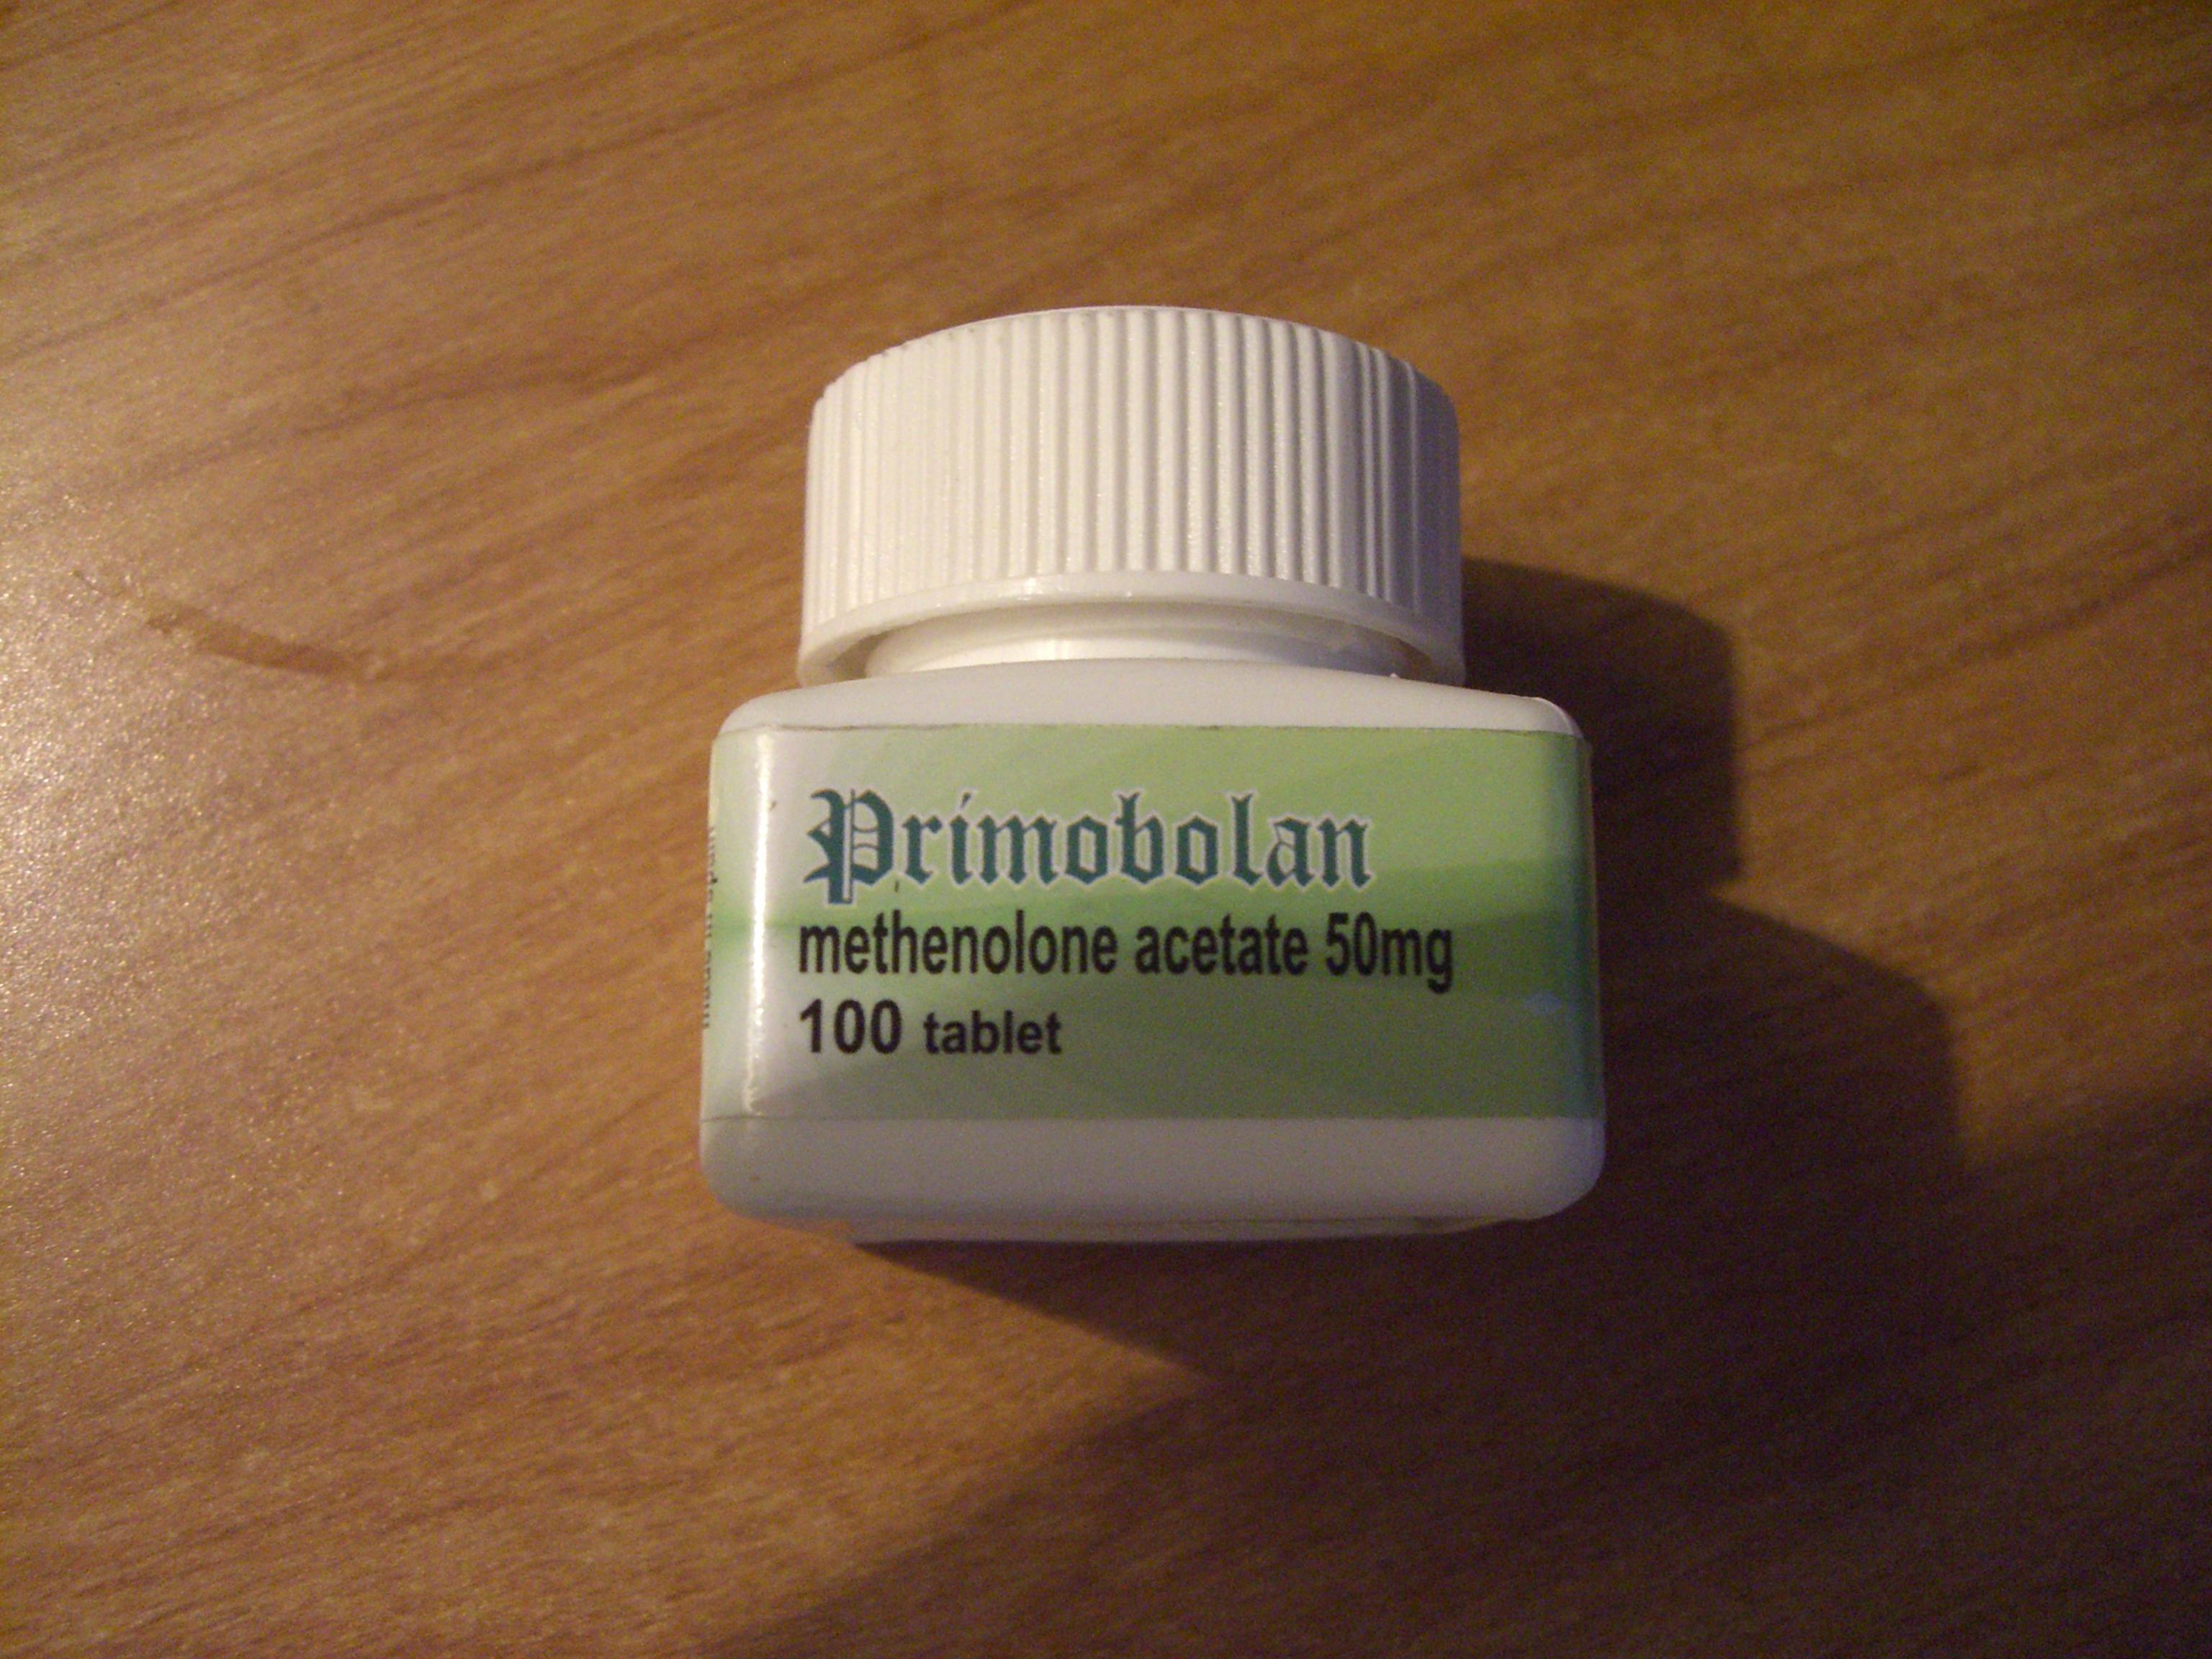 Primobolan
methenolone acetate 50mg
100 tablet